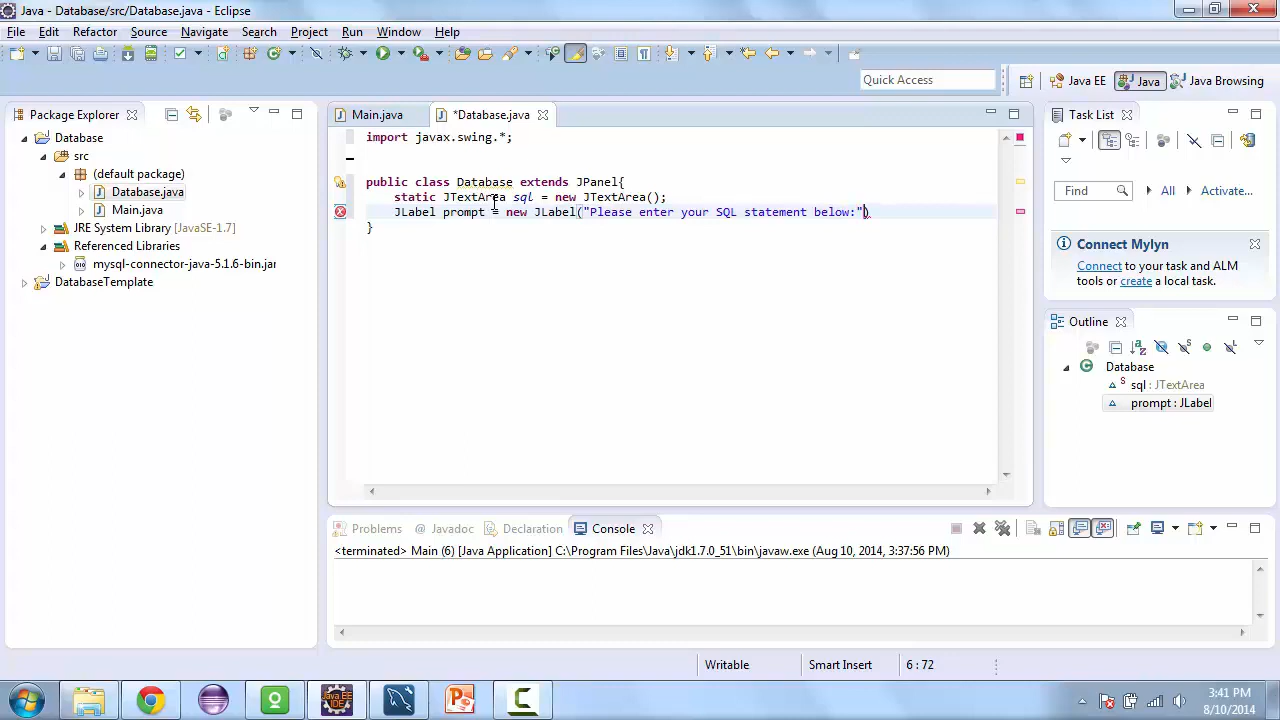 Java - Database/src/Database.java - Eclipse
File Edit Refactor Source Navigate Search Project Run Window Help
Quick Access
Java EE Java Java Browsing
Package Explorer
Database
src
(default package)
Database.java
Main.java
JRE System Library [JavaSE-1.7]
Referenced Libraries
mysql-connector-java-5.1.6-bin.jar
DatabaseTemplate
Main.java *Database.java
import javax.swing.*;
public class Database extends JPanel{
static JTextArea sql = new JTextArea();
JLabel prompt = new JLabel("Please enter your SQL statement below:")
}
Task List
Find All Activate...
Connect Mylyn
Connect to your task and ALM
tools or create a local task.
Outline
Database
S sql : JTextArea
prompt : JLabel
Problems @ Javadoc Declaration Console
<terminated> Main (6) [Java Application] C:\Program Files\Java\jdk1.7.0_51\bin\javaw.exe (Aug 10, 2014, 3:37:56 PM)
Writable Smart Insert 6 : 72
Java EE
IDE
3:41 PM
8/10/2014